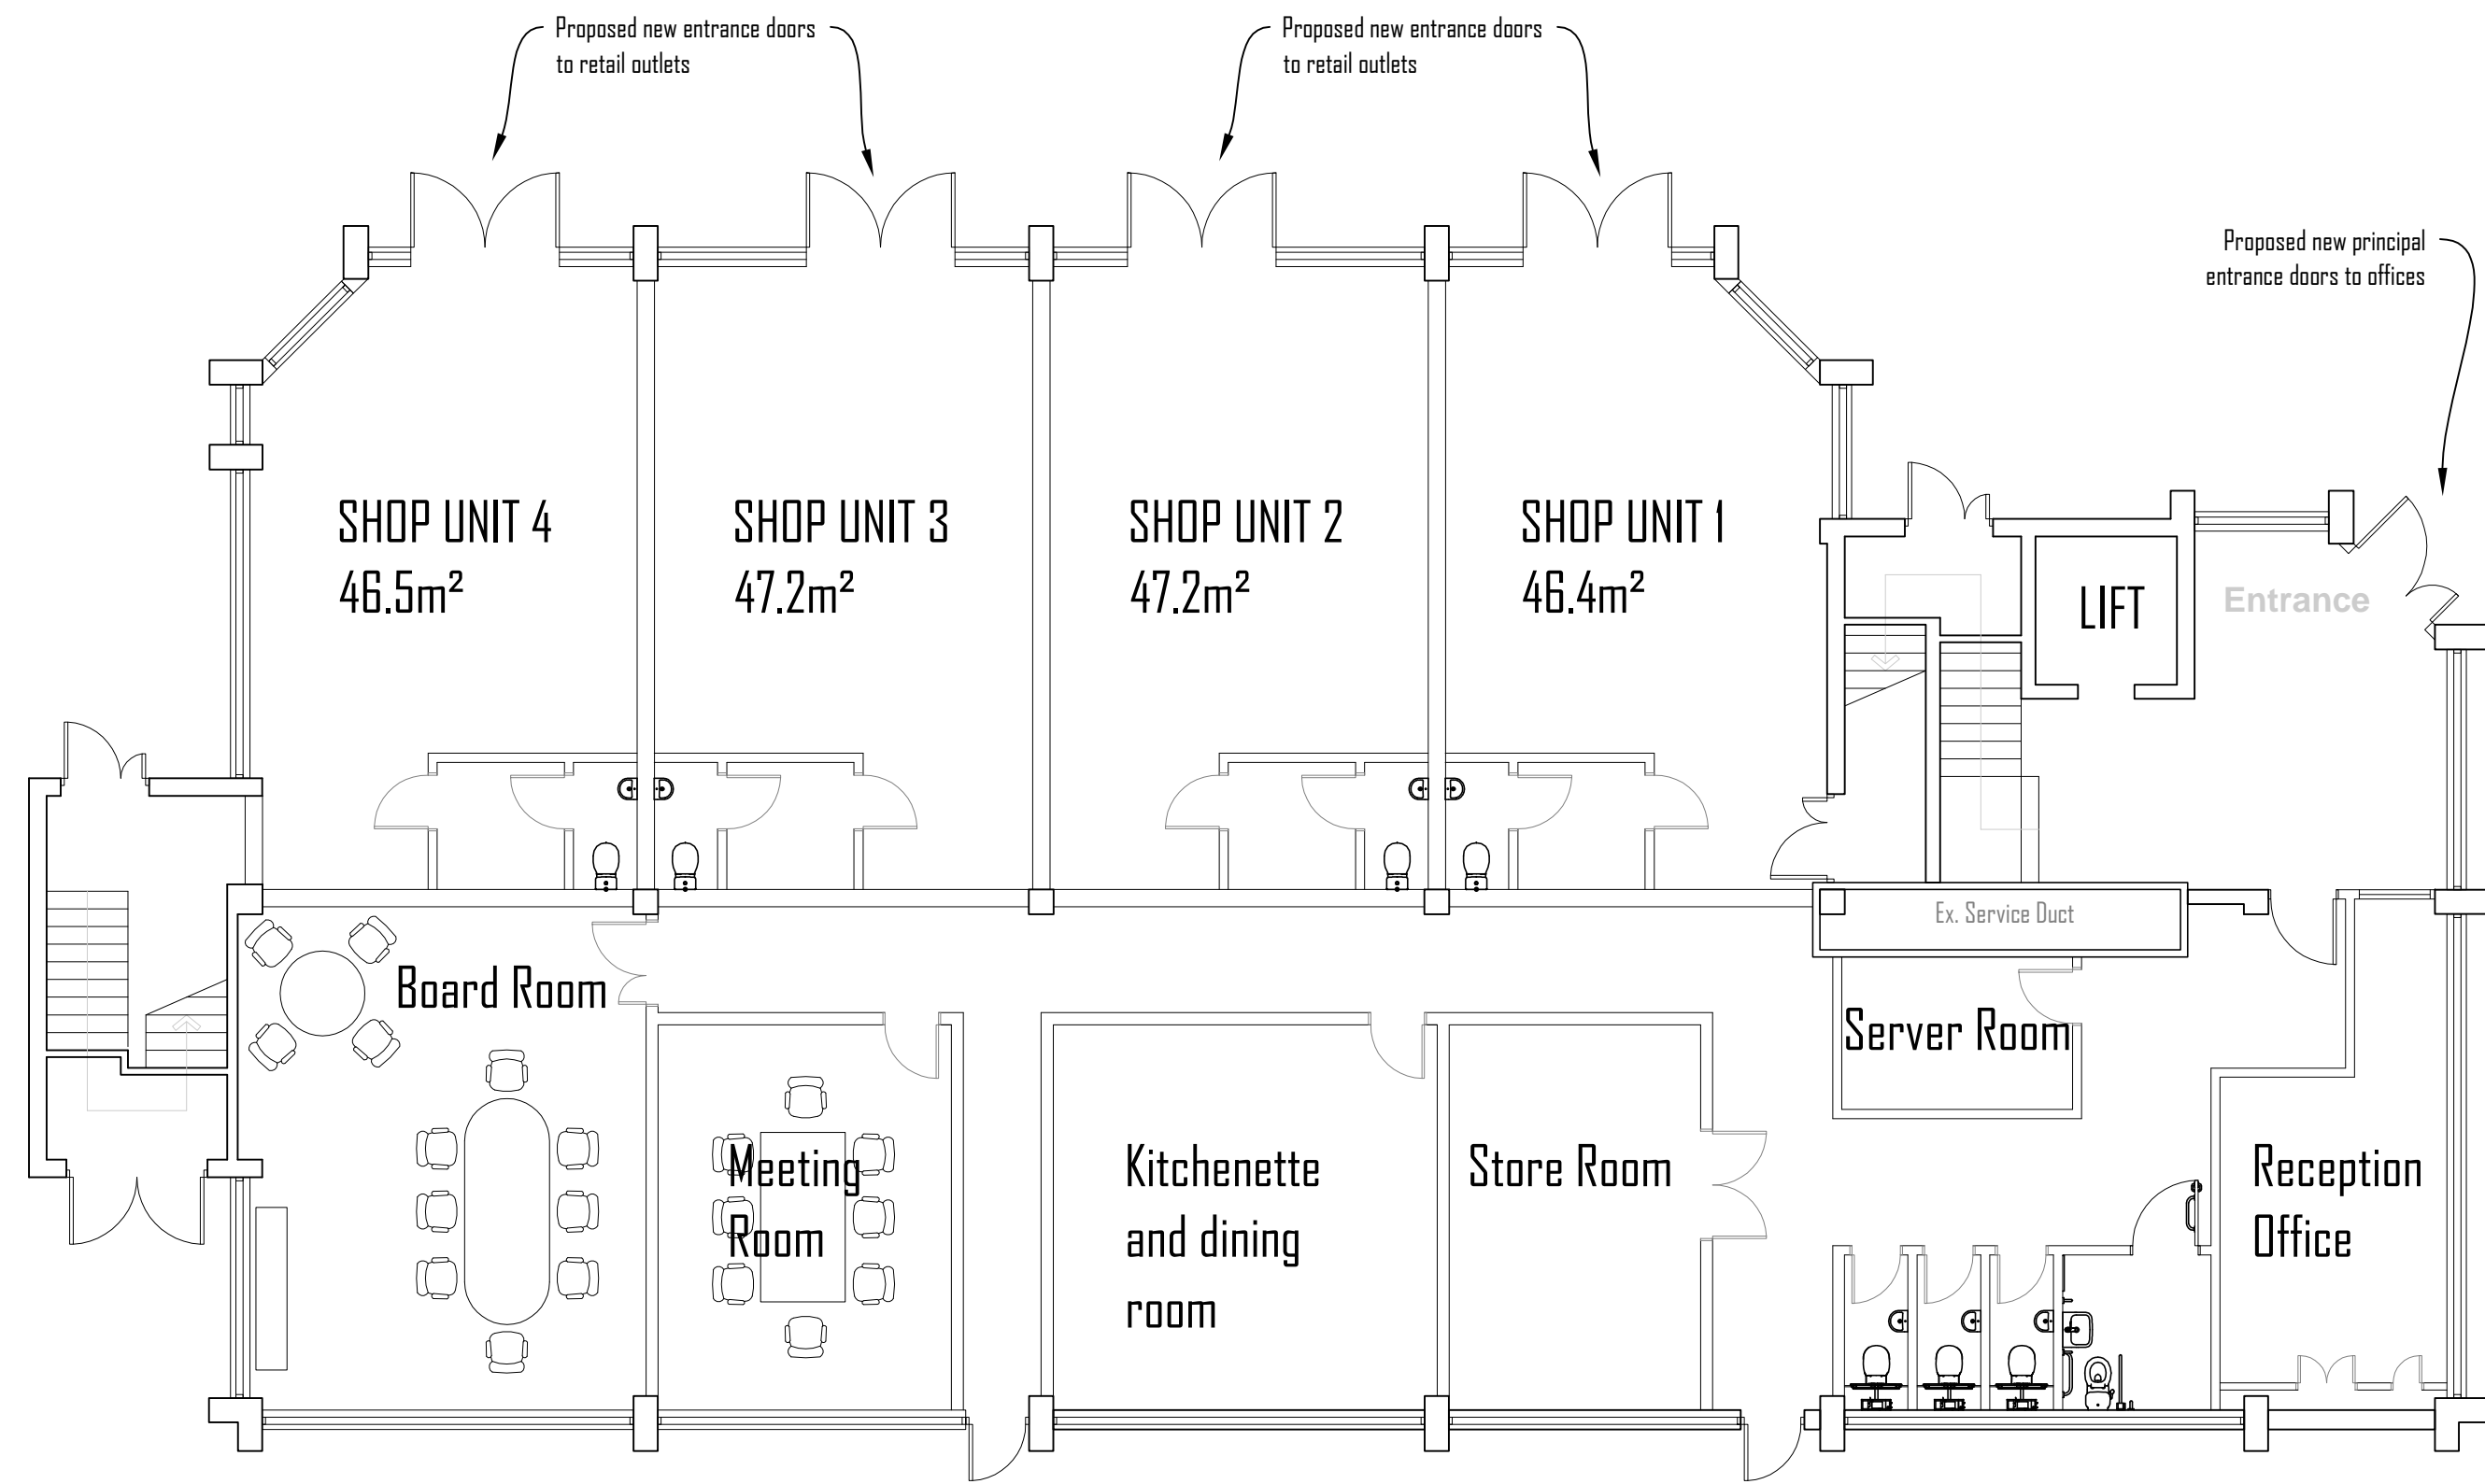 Proposed new entrance doors
to retail outlets
Proposed new entrance doors
to retail outlets
Proposed new principal
entrance doors to offices
SHOP UNIT 4
46.5m²
SHOP UNIT 3
47.2m²
SHOP UNIT 2
47.2m²
SHOP UNIT 1
46.4m²
LIFT
Entrance
Ex. Service Duct
Board Room
Server Room
Meeting
Room
Kitchenette
and dining
room
Store Room
Reception
Office